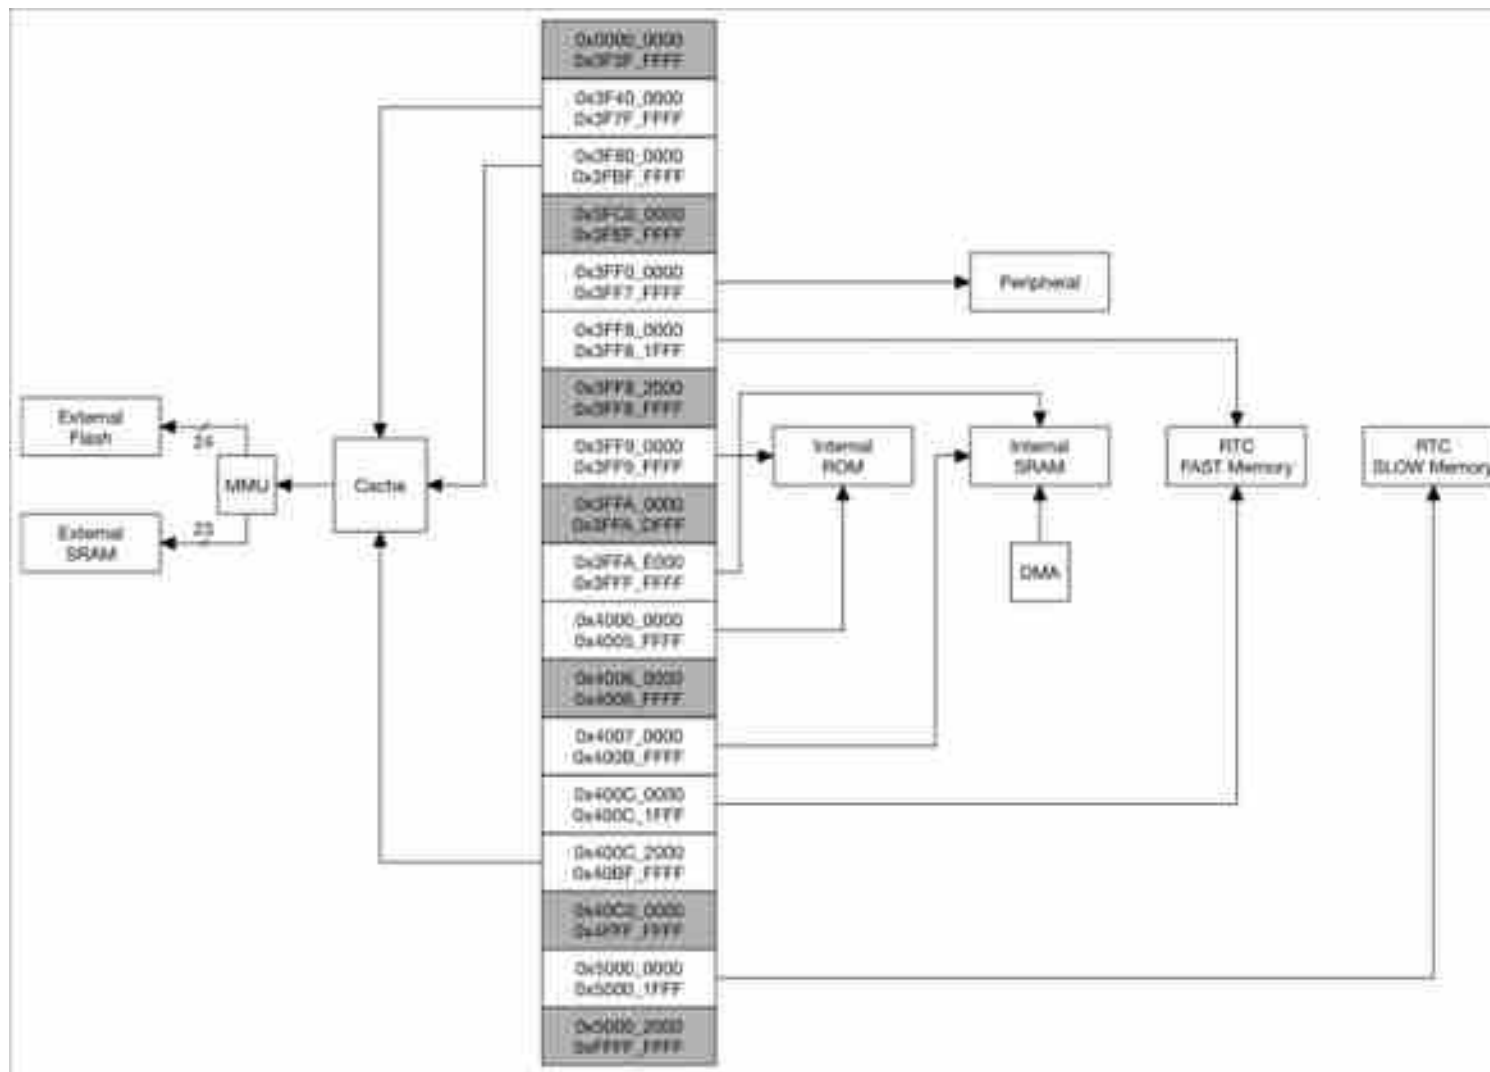 0x0000_0000
0x3F3F_FFFF
0x3F40_0000
0x3F7F_FFFF
0x3F80_0000
0x3FBF_FFFF
0x3FC0_0000
0x3FEF_FFFF
0x3FF0_0000
0x3FF7_FFFF
Peripheral
0x3FF8_0000
0x3FF8_1FFF
0x3FF8_2000
0x3FF8_FFFF
External
Flash
24
MMU
Cache
External
SRAM
23
0x3FF9_0000
0x3FF9_FFFF
Internal
ROM
Internal
SRAM
RTC
FAST Memory
RTC
SLOW Memory
0x3FFA_0000
0x3FFA_DFFF
0x3FFA_E000
0x3FFF_FFFF
DMA
0x4000_0000
0x4005_FFFF
0x4006_0000
0x4006_FFFF
0x4007_0000
0x400B_FFFF
0x400C_0000
0x400C_1FFF
0x400C_2000
0x40BF_FFFF
0x40C0_0000
0x4FFF_FFFF
0x5000_0000
0x5000_1FFF
0x5000_2000
0xFFFF_FFFF